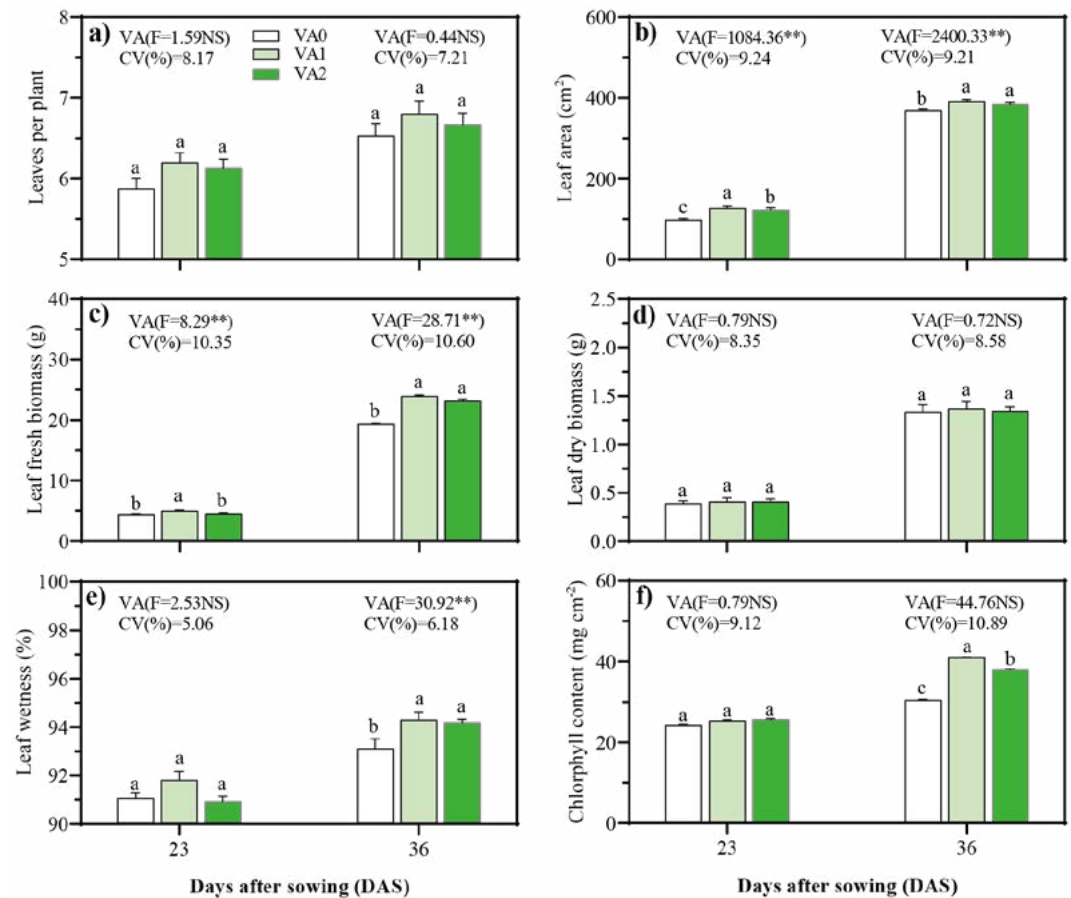 a)
VA(F=1.59NS)
CV(%)=8.17
VA0
VA1
VA2
VA(F=0.44NS)
CV(%)=7.21
8
7
6
5
Leaves per plant
a
a
a
a
a
a
b)
VA(F=1084.36**)
CV(%)=9.24
VA(F=2400.33**)
CV(%)=9.21
600
400
200
0
Leaf area (cm²)
c
a
b
b
a
a
c)
VA(F=8.29**)
CV(%)=10.35
VA(F=28.71**)
CV(%)=10.60
40
30
20
10
0
Leaf fresh biomass (g)
b
a
b
b
a
a
d)
VA(F=0.79NS)
CV(%)=8.35
VA(F=0.72NS)
CV(%)=8.58
2.5
2.0
1.5
1.0
0.5
0.0
Leaf dry biomass (g)
a
a
a
a
a
a
e)
VA(F=2.53NS)
CV(%)=5.06
VA(F=30.92**)
CV(%)=6.18
100
98
96
94
92
90
Leaf wetness (%)
a
a
a
b
a
a
23
36
Days after sowing (DAS)
f)
VA(F=0.79NS)
CV(%)=9.12
VA(F=44.76NS)
CV(%)=10.89
60
40
20
0
Chlorphyll content (mg cm⁻²)
a
a
a
c
a
b
23
36
Days after sowing (DAS)